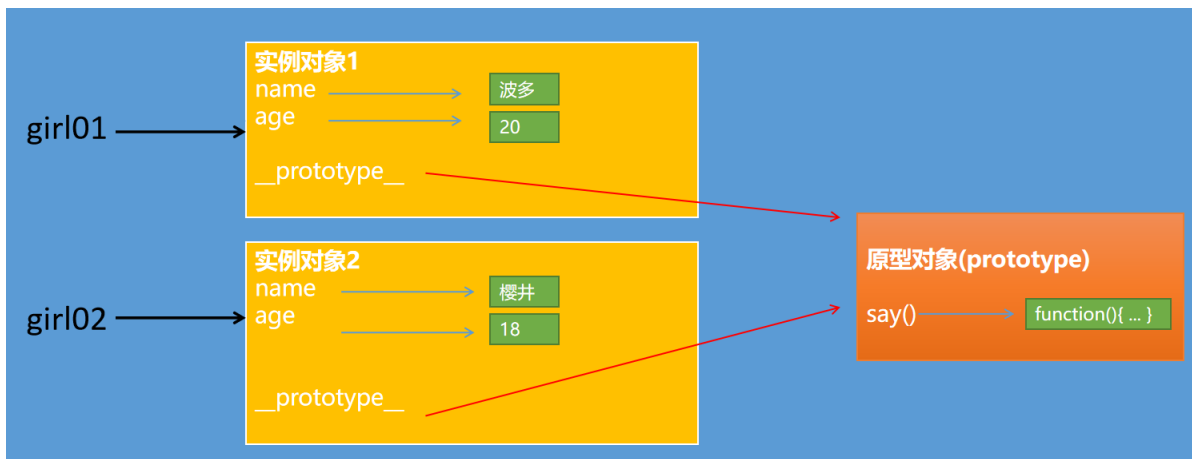 girl01
实例对象1
name
波多
age
20
__prototype__
girl02
实例对象2
name
樱井
age
18
__prototype__
原型对象(prototype)
say()
function(){ ... }